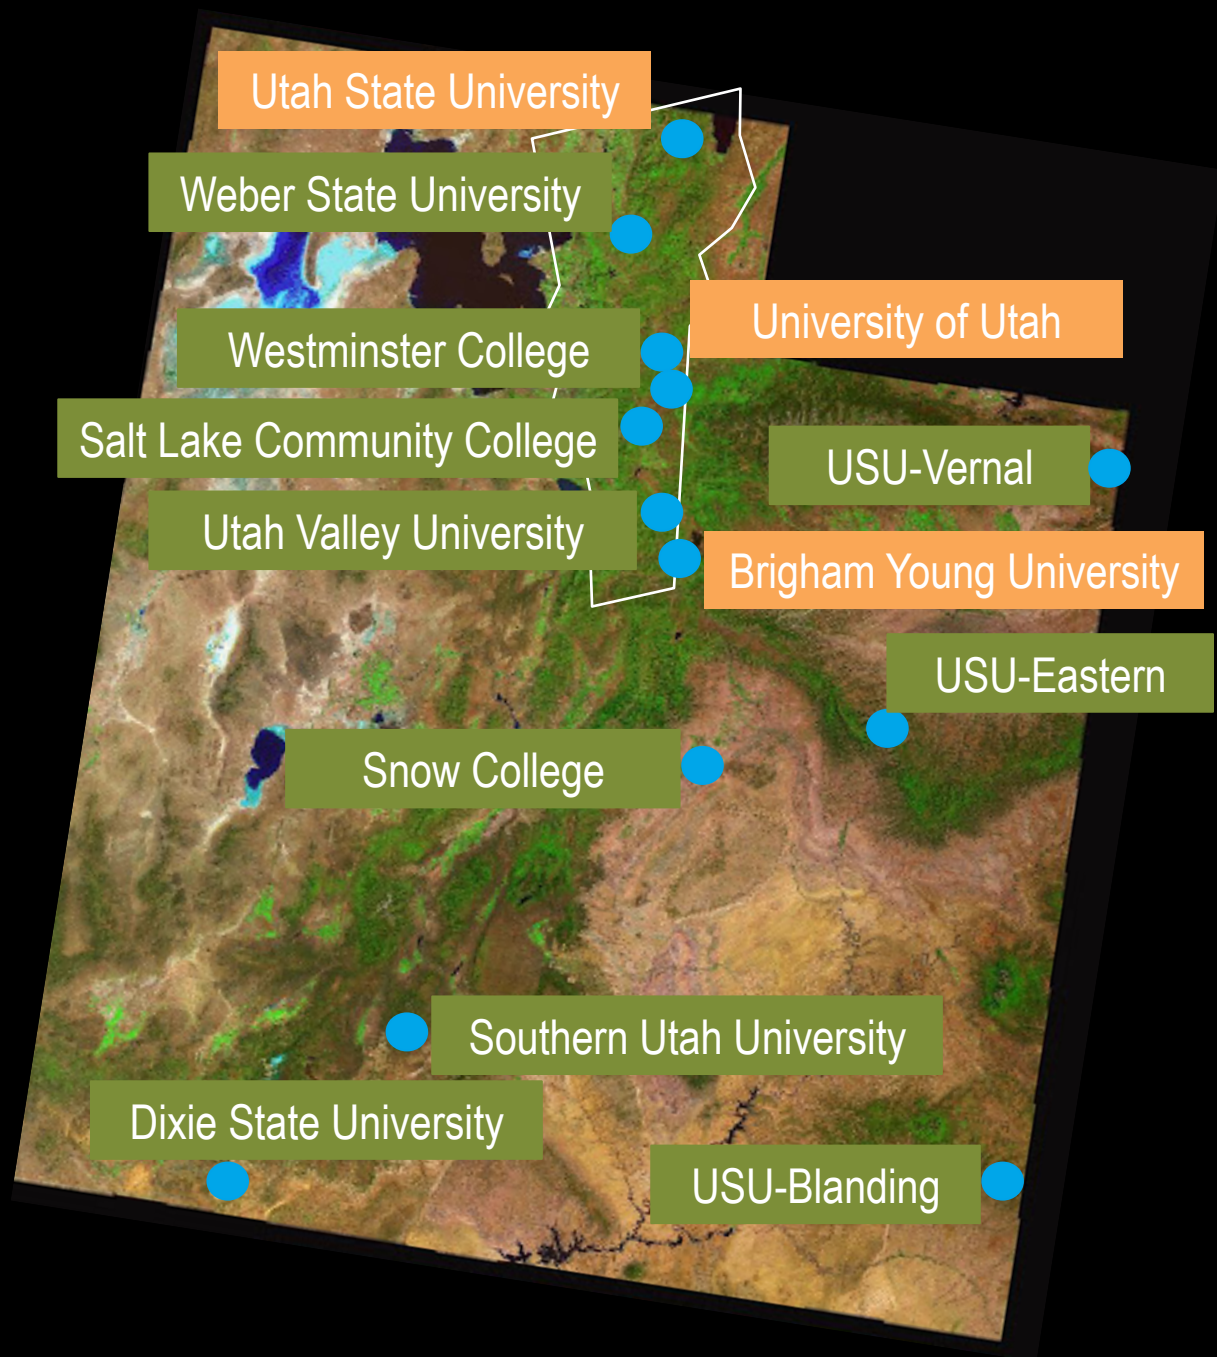 Utah State University
Weber State University
University of Utah
Westminster College
Salt Lake Community College
USU-Vernal
Utah Valley University
Brigham Young University
USU-Eastern
Snow College
Southern Utah University
Dixie State University
USU-Blanding